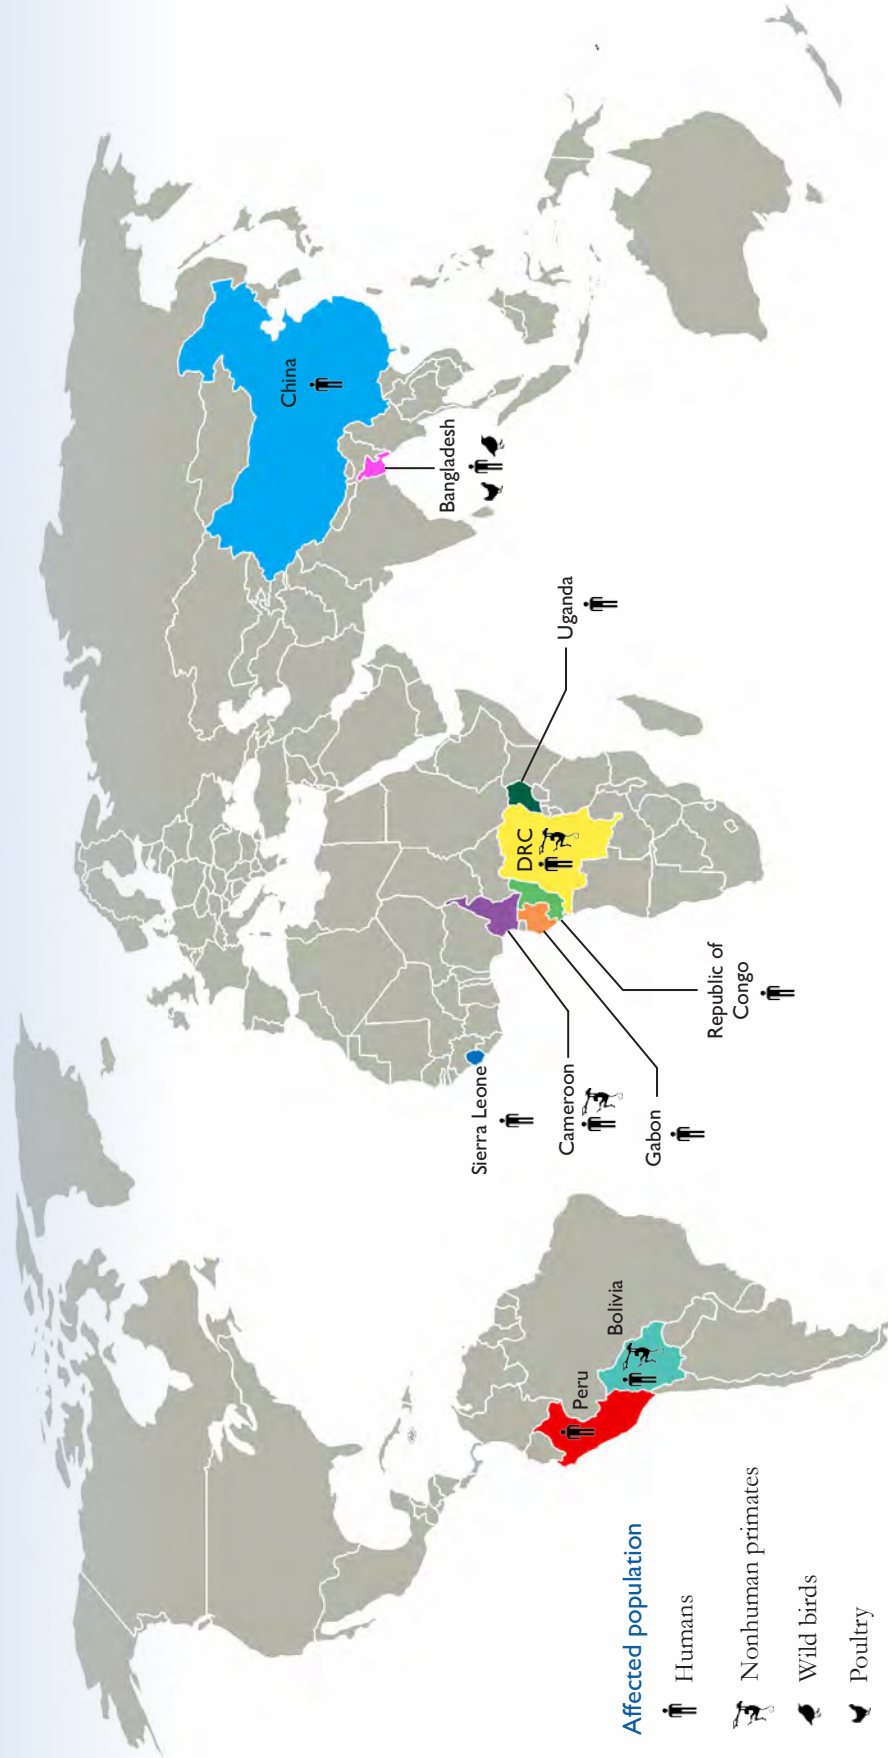 China
Bangladesh
Uganda
DRC
Republic of
Congo
Sierra Leone
Cameroon
Gabon
Bolivia
Peru
Affected population
Humans
Nonhuman primates
Wild birds
Poultry